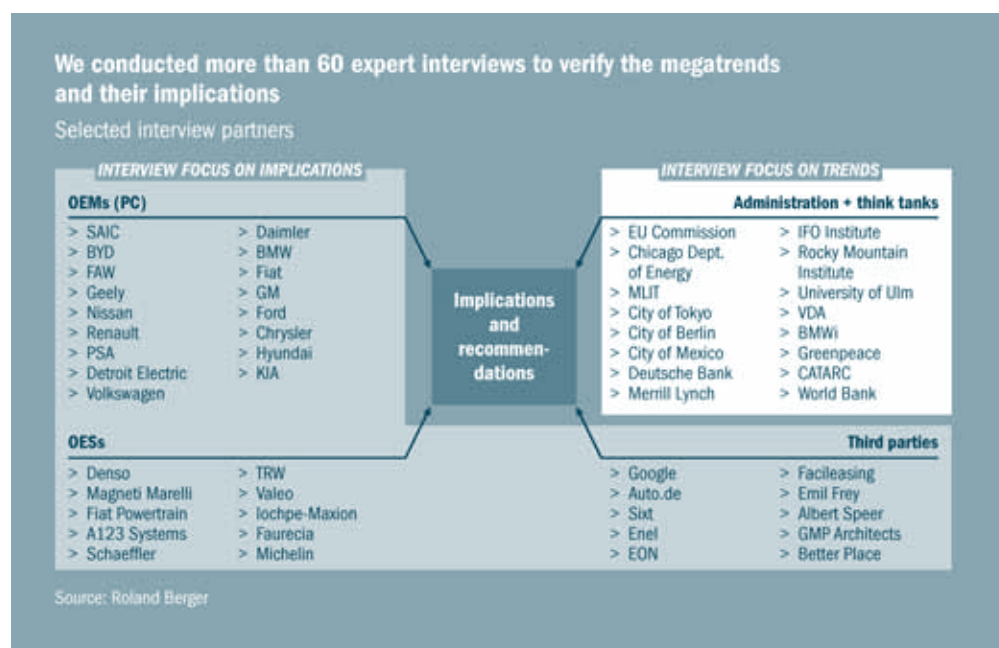 We conducted more than 60 expert interviews to verify the megatrends
and their implications
Selected interview partners
INTERVIEW FOCUS ON IMPLICATIONS
OEMs (PC)
> SAIC
> BYD
> FAW
> Geely
> Nissan
> Renault
> PSA
> Detroit Electric
> Volkswagen
> Daimler
> BMW
> Fiat
> GM
> Ford
> Chrysler
> Hyundai
> KIA
OESs
> Denso
> Magneti Marelli
> Fiat Powertrain
> A123 Systems
> Schaeffler
> TRW
> Valeo
> Iochpe-Maxion
> Faurecia
> Michelin
Implications
and
recommen-
dations
INTERVIEW FOCUS ON TRENDS
Administration + think tanks
> EU Commission
> Chicago Dept.
of Energy
> MLIT
> City of Tokyo
> City of Berlin
> City of Mexico
> Deutsche Bank
> Merrill Lynch
> IFO Institute
> Rocky Mountain
Institute
> University of Ulm
> VDA
> BMWi
> Greenpeace
> CATARC
> World Bank
Third parties
> Google
> Auto.de
> Sixt
> Enel
> EON
> Facileasing
> Emil Frey
> Albert Speer
> GMP Architects
> Better Place
Source: Roland Berger